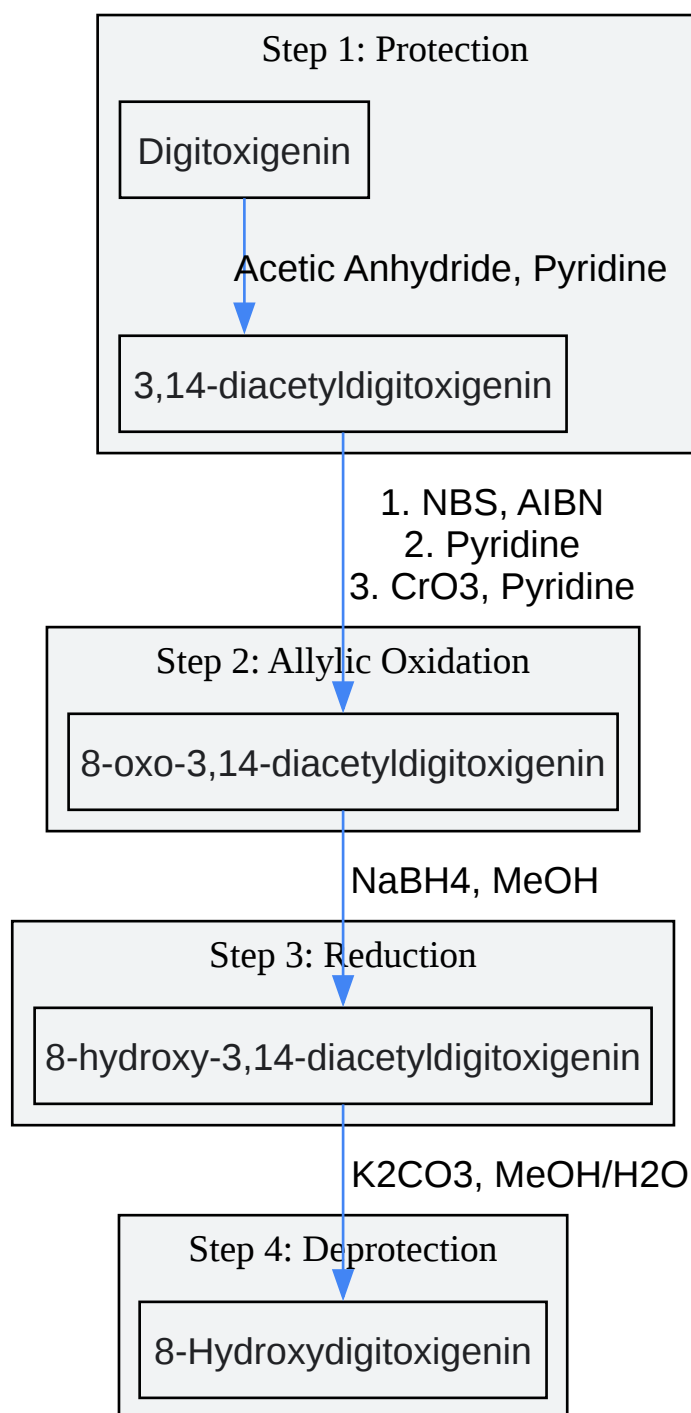 Step 1: Protection
Digitoxigenin
Acetic Anhydride, Pyridine
3,14-diacetyldigitoxigenin
1. NBS, AIBN
2. Pyridine
3. CrO3, Pyridine
Step 2: Allylic Oxidation
8-oxo-3,14-diacetyldigitoxigenin
NaBH4, MeOH
Step 3: Reduction
8-hydroxy-3,14-diacetyldigitoxigenin
K2CO3, MeOH/H2O
Step 4: Deprotection
8-Hydroxydigitoxigenin